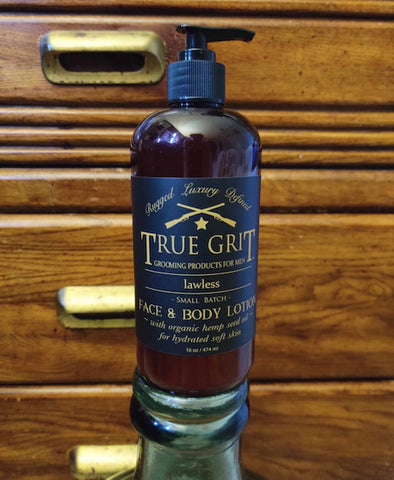 Rugged Luxury Defined
TRUE GRIT
GROOMING PRODUCTS FOR MEN
lawless
- SMALL BATCH -
FACE & BODY LOTION
~ with organic hemp seed oil ~
for hydrated soft skin
16 oz / 474 ml